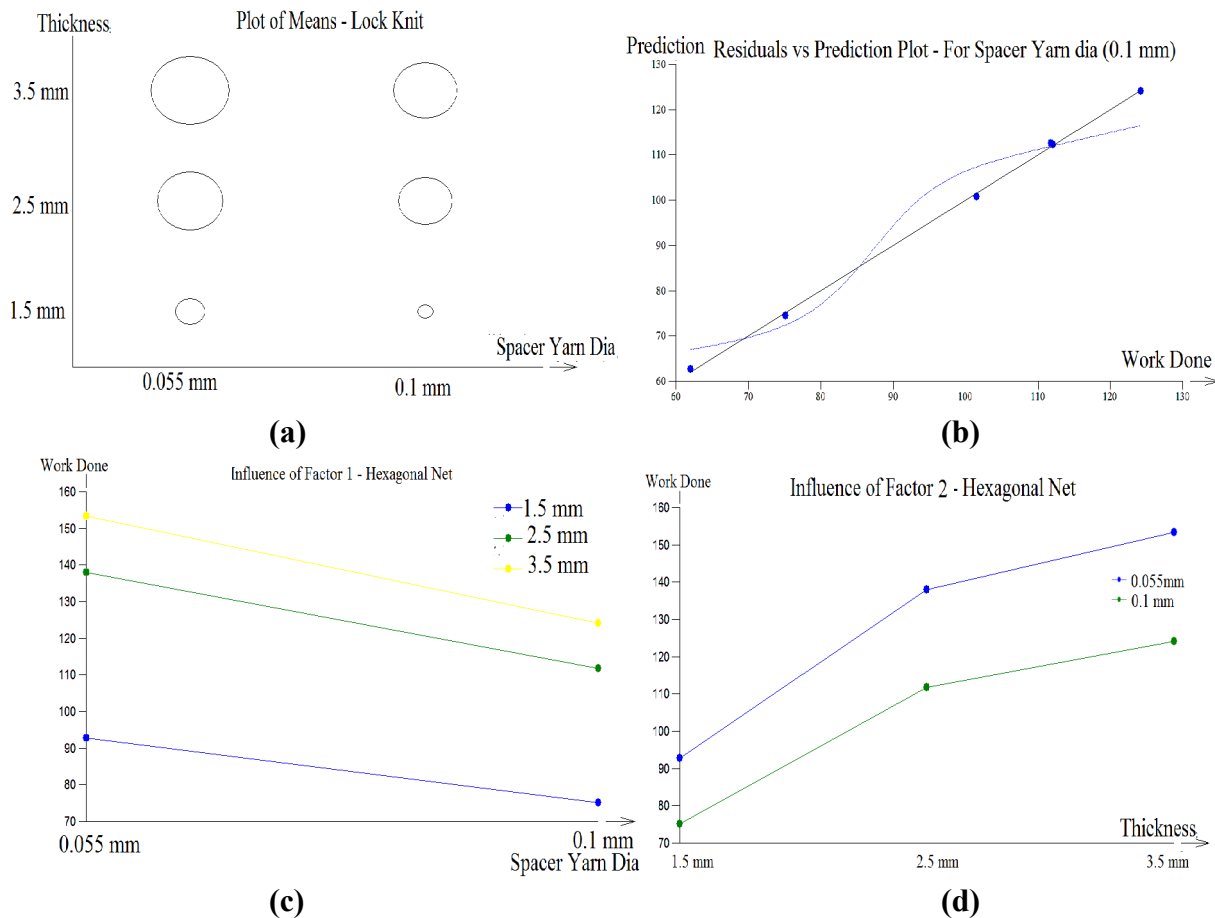 Plot of Means - Lock Knit
Thickness
3.5 mm
2.5 mm
1.5 mm
Spacer Yarn Dia
0.055 mm
0.1 mm
(a)
Residuals vs Prediction Plot - For Spacer Yarn dia (0.1 mm)
Prediction
130
120
110
100
90
80
70
60
Work Done
60 70 80 90 100 110 120 130
(b)
Work Done
Influence of Factor 1 - Hexagonal Net
160
150
140
130
120
110
100
90
80
70
1.5 mm
2.5 mm
3.5 mm
0.055 mm
0.1 mm
Spacer Yarn Dia
(c)
Work Done
Influence of Factor 2 - Hexagonal Net
160
150
140
130
120
110
100
90
80
70
0.055mm
0.1 mm
Thickness
1.5 mm 2.5 mm 3.5 mm
(d)